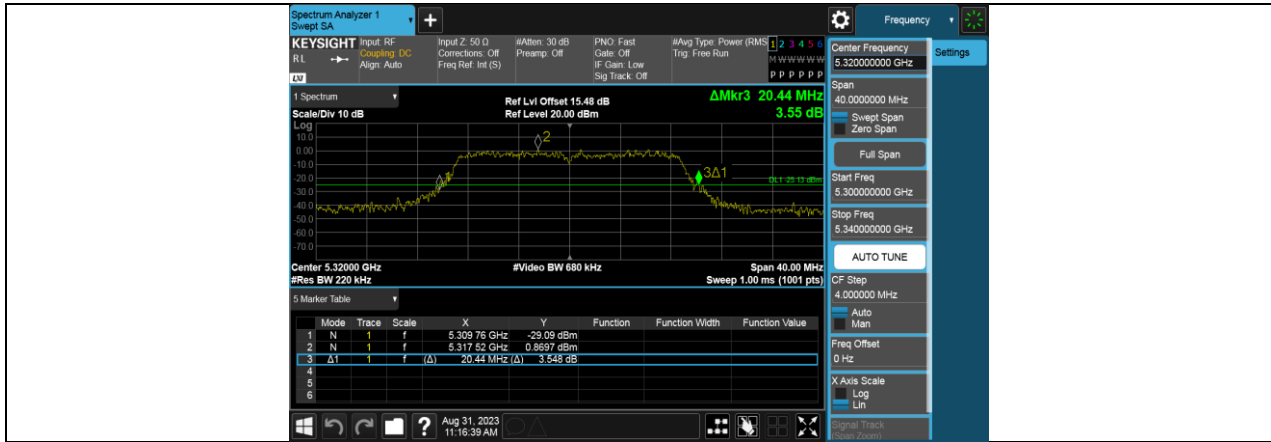 Spectrum Analyzer 1
Swept SA
+
Frequency
KEYSIGHT
RL
LXI
Input: RF
Coupling: DC
Align: Auto
Input Z: 50 Ω
Corrections: Off
Freq Ref: Int (S)
#Atten: 30 dB
Preamp: Off
PNO: Fast
Gate: Off
IF Gain: Low
Sig Track: Off
#Avg Type: Power (RMS
Trig: Free Run
1 2 3 4 5 6
M W W W W W
P P P P P P
1 Spectrum
Scale/Div 10 dB
Ref Lvl Offset 15.48 dB
Ref Level 20.00 dBm
ΔMkr3 20.44 MHz
3.55 dB
Log
10.0
0.00
-10.0
-20.0
-30.0
-40.0
-50.0
-60.0
-70.0
2
3Δ1
DL1 -25.13 dBm
Center 5.32000 GHz
#Res BW 220 kHz
#Video BW 680 kHz
Span 40.00 MHz
Sweep 1.00 ms (1001 pts)
5 Marker Table
Mode Trace Scale X Y Function Function Width Function Value
1 N 1 f 5.309 76 GHz -29.09 dBm
2 N 1 f 5.317 52 GHz 0.8697 dBm
3 Δ1 1 f (Δ) 20.44 MHz (Δ) 3.548 dB
4
5
6
?
Aug 31, 2023
11:16:39 AM
Center Frequency
5.320000000 GHz
Settings
Span
40.0000000 MHz
Swept Span
Zero Span
Full Span
Start Freq
5.300000000 GHz
Stop Freq
5.340000000 GHz
AUTO TUNE
CF Step
4.000000 MHz
Auto
Man
Freq Offset
0 Hz
X Axis Scale
Log
Lin
Signal Track
(Span Zoom)